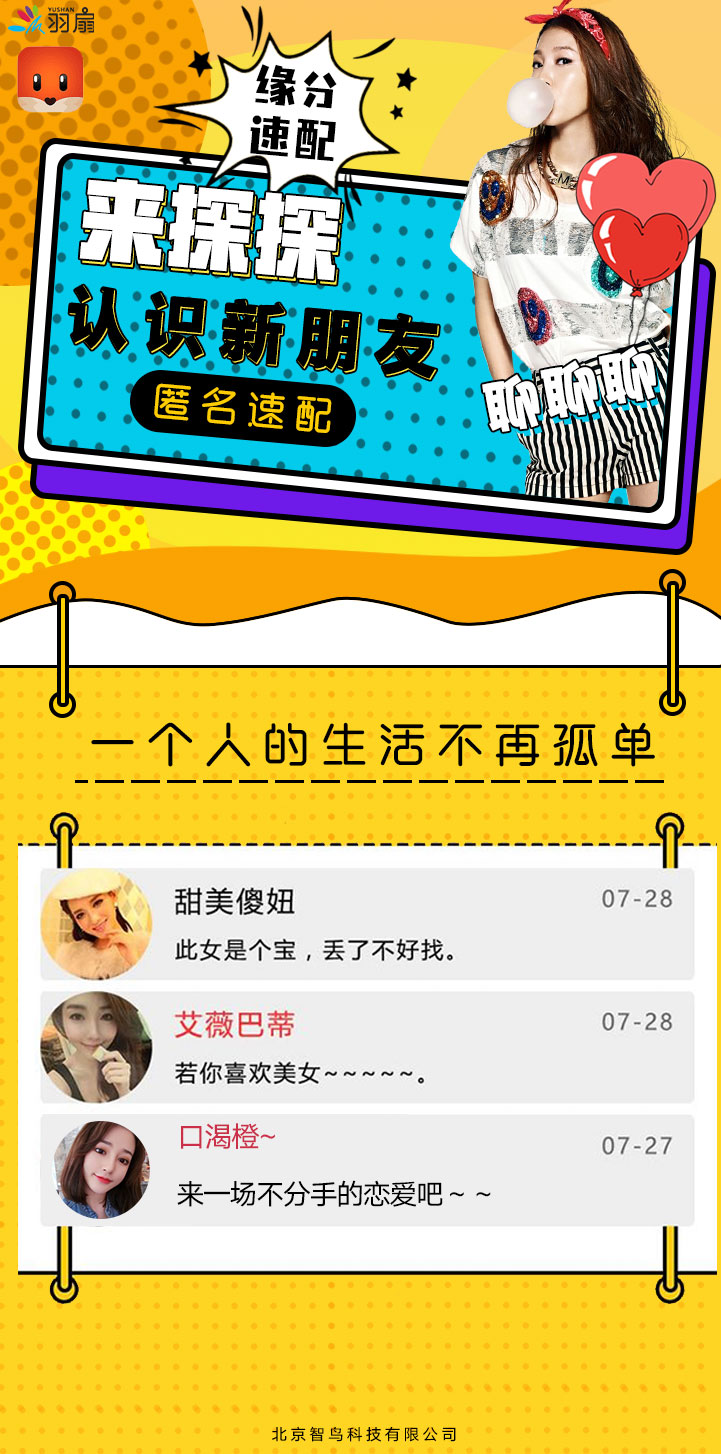 YUSHAN
羽扇
缘分
速配
来探探
认识新朋友
匿名速配
聊聊聊
一个人的生活不再孤单
甜美傻妞
07-28
此女是个宝，丢了不好找。
艾薇巴蒂
07-28
若你喜欢美女~~~~~。
口渴橙~
07-27
来一场不分手的恋爱吧~ ~
北京智鸟科技有限公司